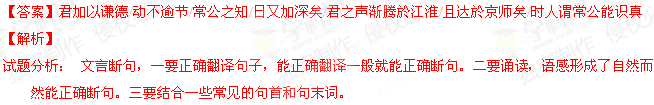 【答案】君加以谦德 动不逾节/常公之知/日又加深矣/君之声渐腾於江淮/且达於京师矣/时人谓常公能识真
【解析】
试题分析： 文言断句，一要正确翻译句子，能正确翻译一般就能正确断句。二要诵读，语感形成了自然而
然能正确断句。三要结合一些常见的句首和句末词。